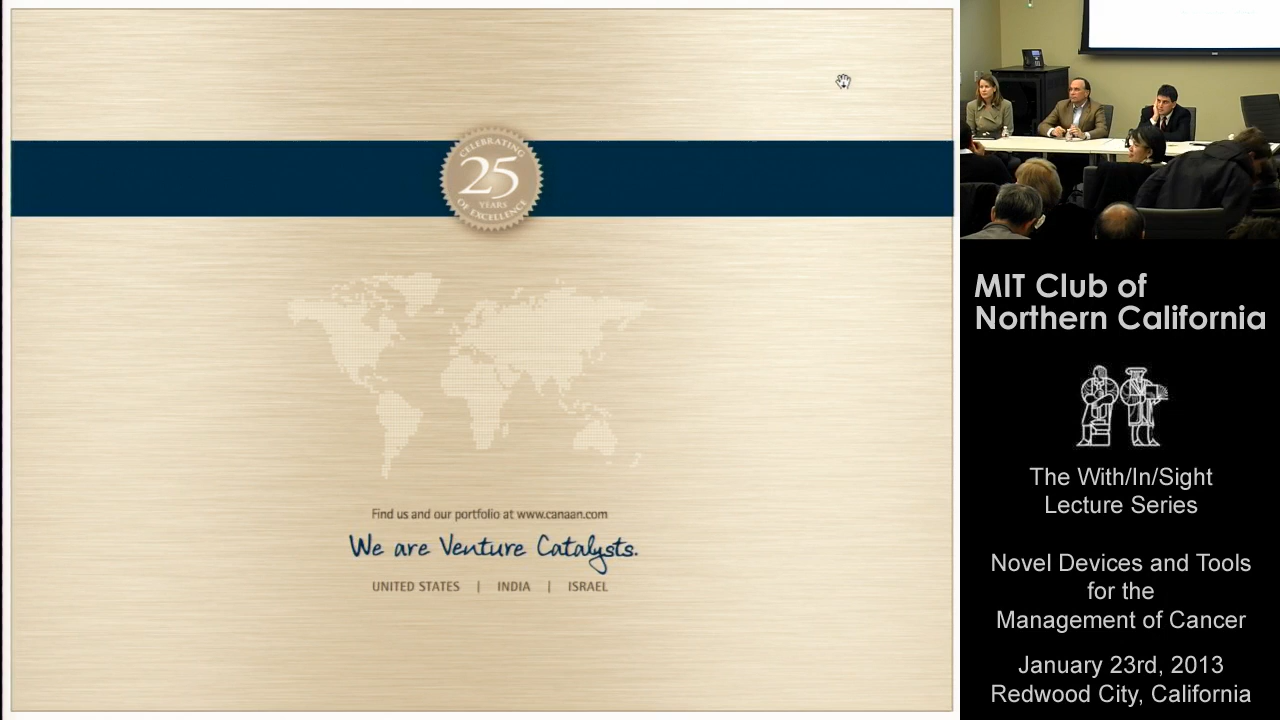 CELEBRATING
25
YEARS
OF EXCELLENCE
Find us and our portfolio at www.canaan.com
We are Venture Catalysts.
UNITED STATES | INDIA | ISRAEL
MIT Club of
Northern California
The With/In/Sight
Lecture Series
Novel Devices and Tools
for the
Management of Cancer
January 23rd, 2013
Redwood City, California